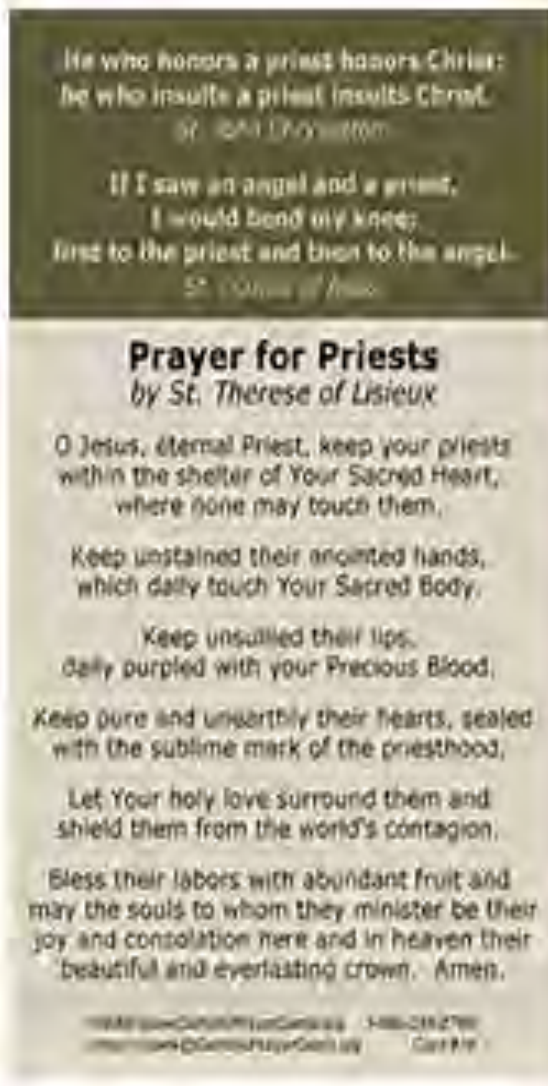 He who honors a priest honors Christ;
he who insults a priest insults Christ.
St. John Chrysostom
If I saw an angel and a priest,
I would bend my knee;
first to the priest and then to the angel.
St. Francis of
Prayer for Priests
by St. Therese of Lisieux
O Jesus, eternal Priest, keep your priests
within the shelter of Your Sacred Heart,
where none may touch them.
Keep unstained their anointed hands,
which daily touch Your Sacred Body.
Keep unsullied their lips,
daily purpled with your Precious Blood.
Keep pure and unearthly their hearts, sealed
with the sublime mark of the priesthood.
Let Your holy love surround them and
shield them from the world's contagion.
Bless their labors with abundant fruit and
may the souls to whom they minister be their
joy and consolation here and in heaven their
beautiful and everlasting crown. Amen.